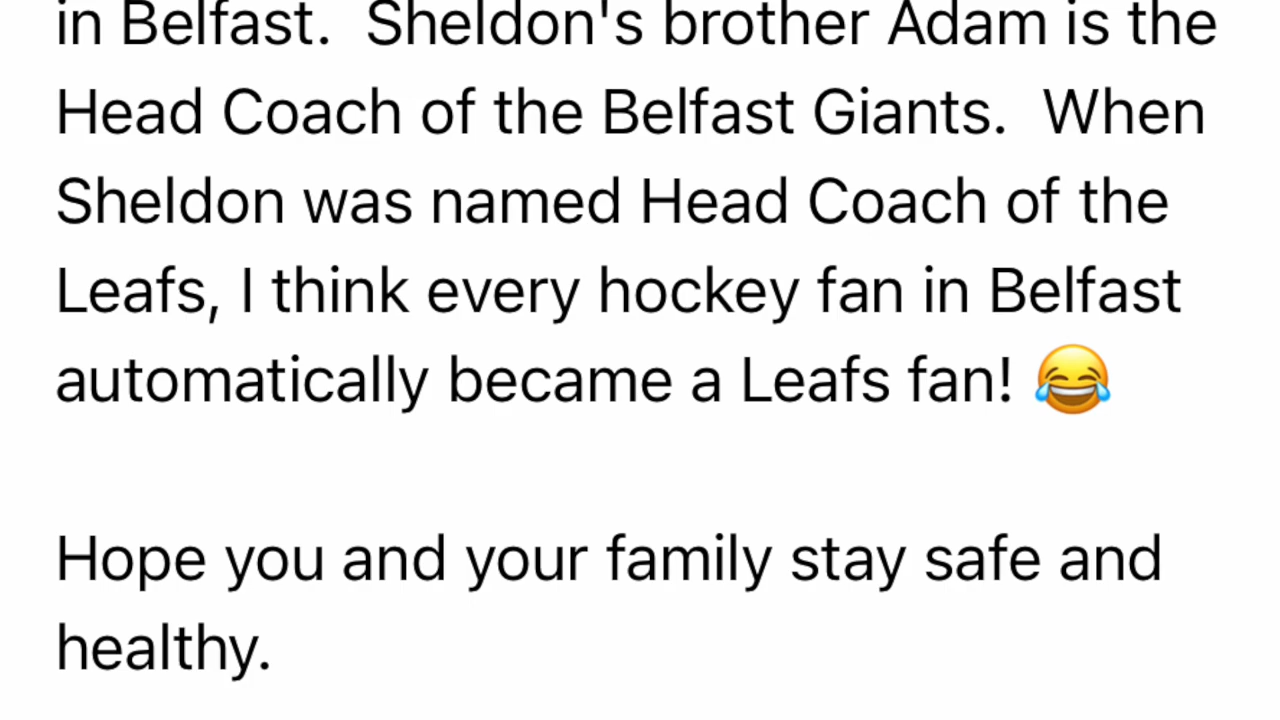 in Belfast.  Sheldon's brother Adam is the
Head Coach of the Belfast Giants.  When
Sheldon was named Head Coach of the
Leafs, I think every hockey fan in Belfast
automatically became a Leafs fan! 😂
Hope you and your family stay safe and
healthy.